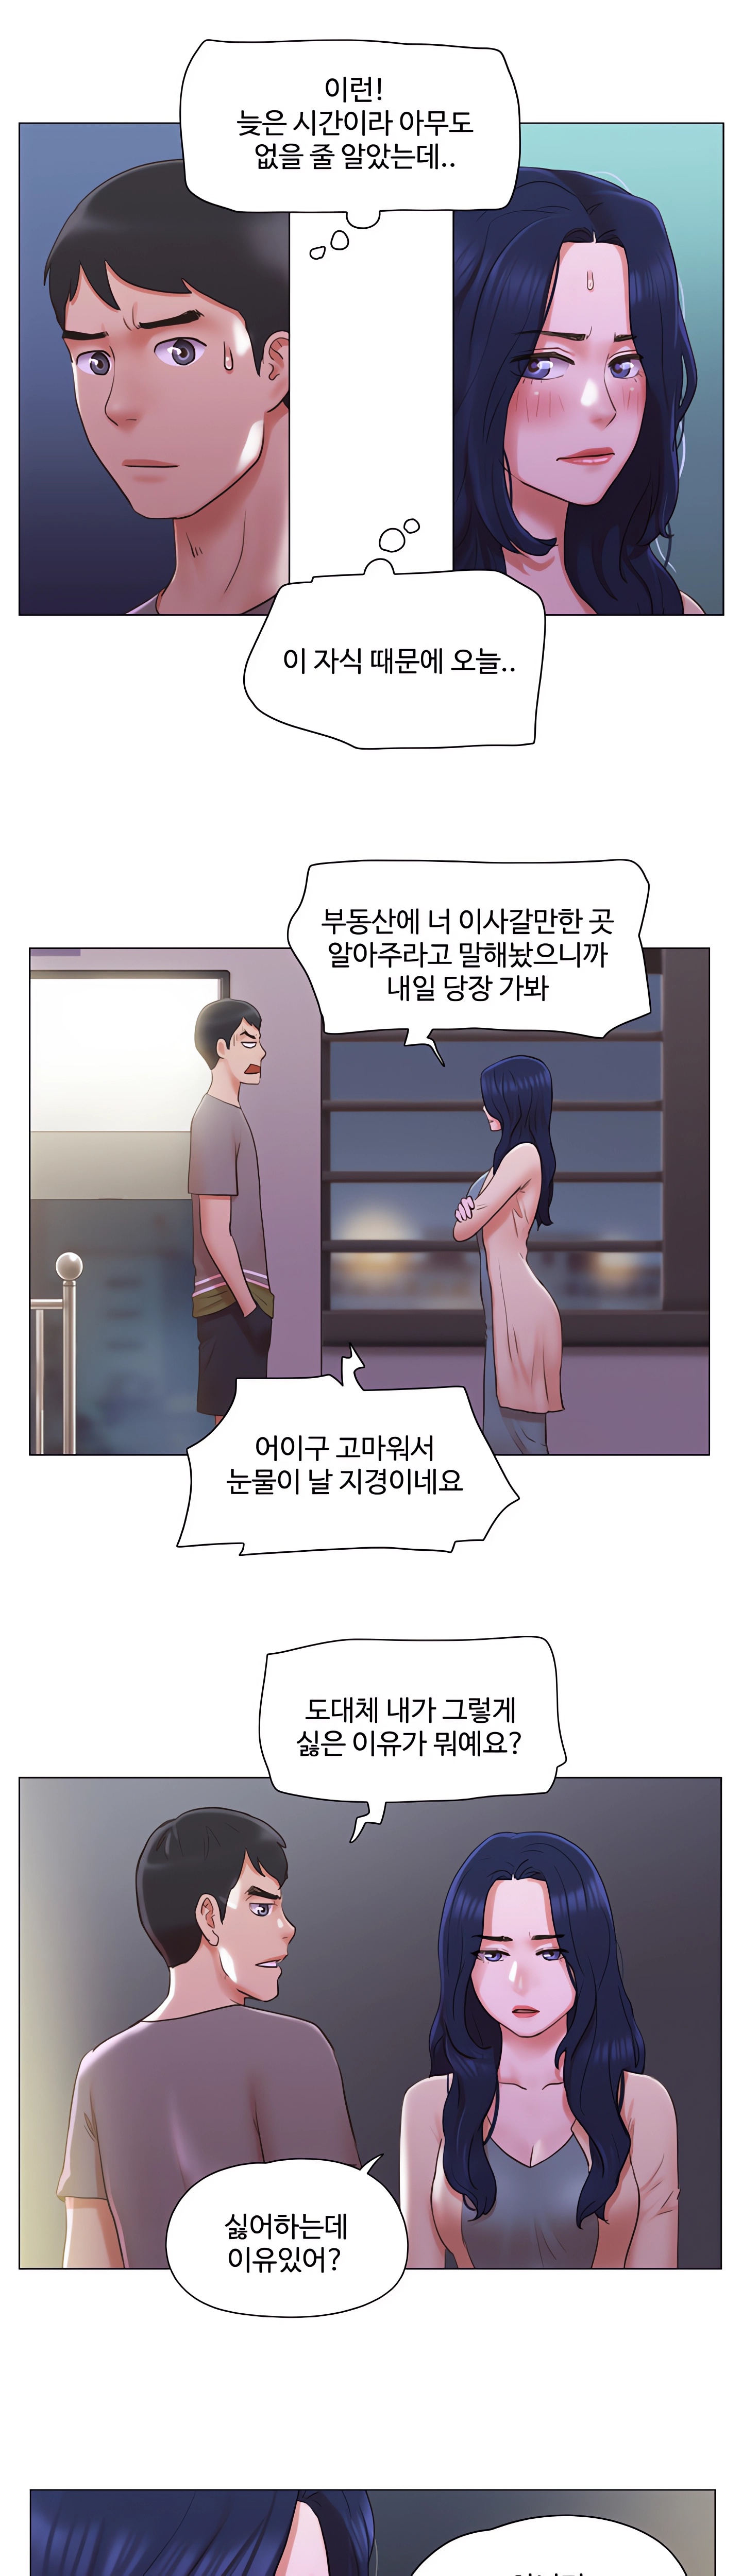 이런!
늦은 시간이라 아무도
없을 줄 알았는데..
이 자식 때문에 오늘..
부동산에 너 이사갈만한 곳
알아주라고 말해놨으니까
내일 당장 가봐
어이구 고마워서
눈물이 날 지경이네요
도대체 내가 그렇게
싫은 이유가 뭐예요?
싫어하는데
이유있어?